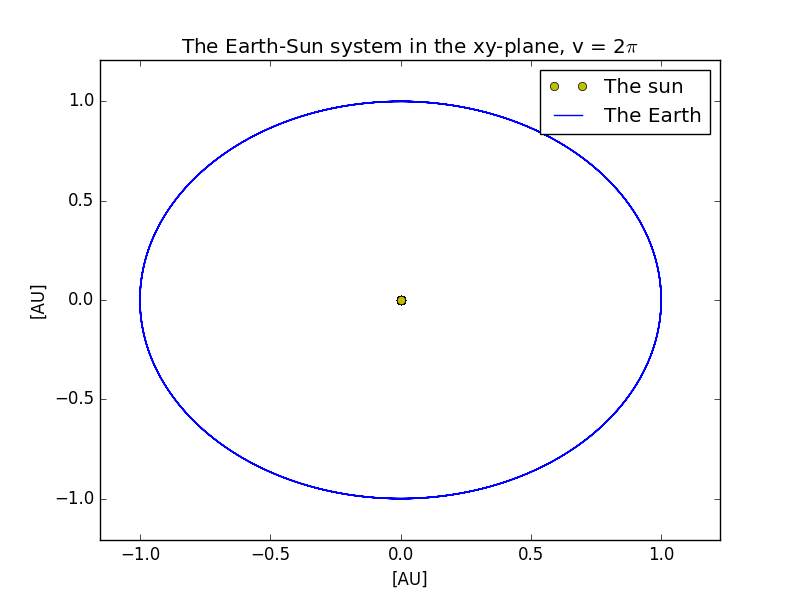 The Earth-Sun system in the xy-plane, v = 2π
The sun
The Earth
1.0
0.5
0.0
−0.5
−1.0
[AU]
−1.0 −0.5 0.0 0.5 1.0
[AU]